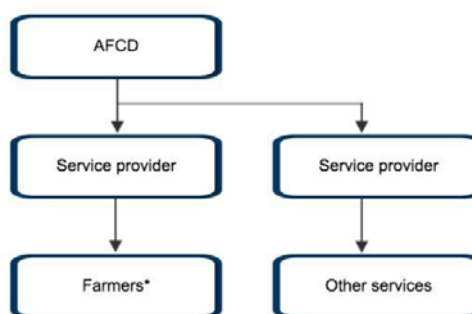 AFCD
Service provider
Service provider
Farmers*
Other services